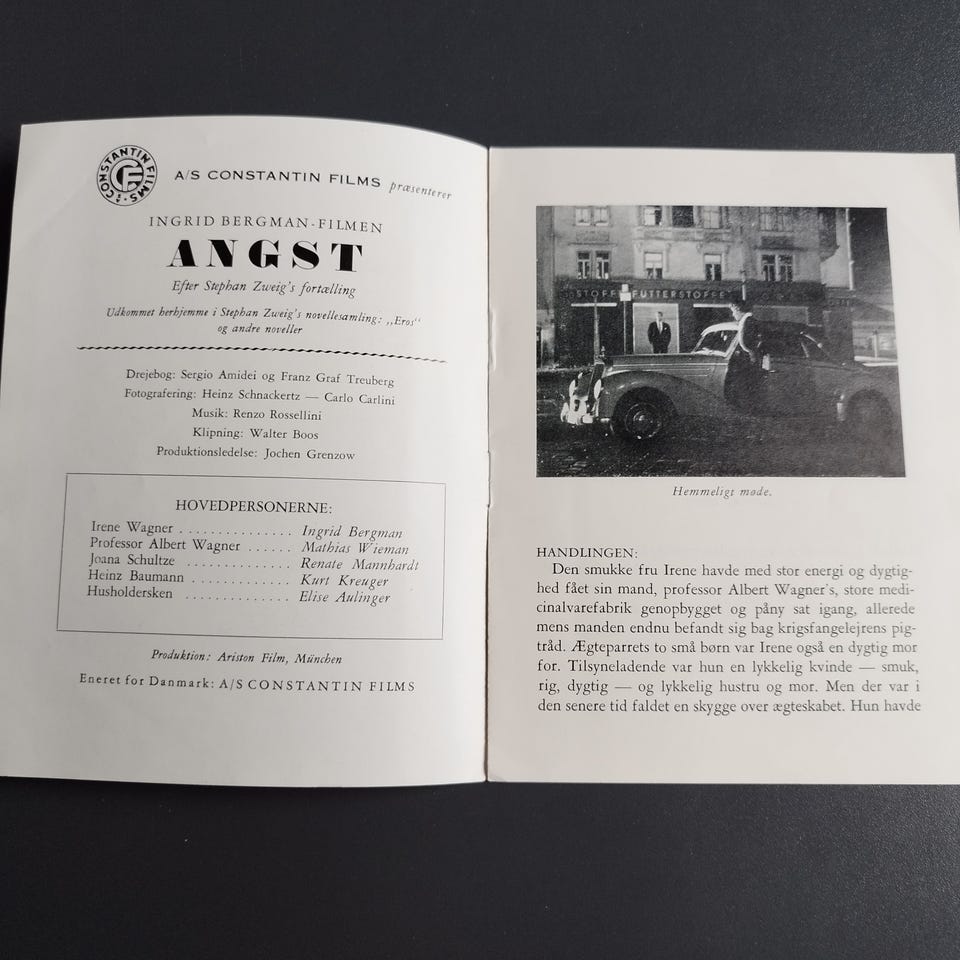 CONSTANTIN FILMS A/S
CF
A/S CONSTANTIN FILMS præsenterer
INGRID BERGMAN-FILMEN
ANGST
Efter Stephan Zweig's fortælling
Udkommet herhjemme i Stephan Zweig's novellesamling: „Eros“
og andre noveller
Drejebog: Sergio Amidei og Franz Graf Treuberg
Fotografering: Heinz Schnackertz — Carlo Carlini
Musik: Renzo Rossellini
Klipning: Walter Boos
Produktionsledelse: Jochen Grenzow
HOVEDPERSONERNE:
Irene Wagner . . . . . . . . . . . . . . Ingrid Bergman
Professor Albert Wagner . . . . . . Mathias Wieman
Joana Schultze . . . . . . . . . . . . . . Renate Mannhardt
Heinz Baumann . . . . . . . . . . . . . Kurt Kreuger
Husholdersken . . . . . . . . . . . . . . Elise Aulinger
Produktion: Ariston Film, München
Eneret for Danmark: A/S CONSTANTIN FILMS
STOFFE FUTTERSTOFFE
Hemmeligt møde.
HANDLINGEN:
Den smukke fru Irene havde med stor energi og dygtig-
hed fået sin mand, professor Albert Wagner's, store medi-
cinalvarefabrik genopbygget og påny sat igang, allerede
mens manden endnu befandt sig bag krigsfangelejrens pig-
tråd. Ægteparrets to små børn var Irene også en dygtig mor
for. Tilsyneladende var hun en lykkelig kvinde — smuk,
rig, dygtig — og lykkelig hustru og mor. Men der var i
den senere tid faldet en skygge over ægteskabet. Hun havde